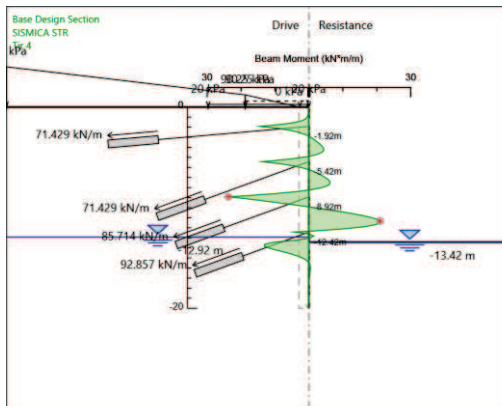 Base Design Section
SISMICA STR
Tir 4
kPa
Drive
Resistance
Beam Moment (kN*m/m)
30
20 kPa
0 kPa
20 kPa
30
0
-1.92m
71.429 kN/m
-5.42m
71.429 kN/m
-8.92m
85.714 kN/m
-12.42m
-12.92 m
-13.42 m
92.857 kN/m
-20